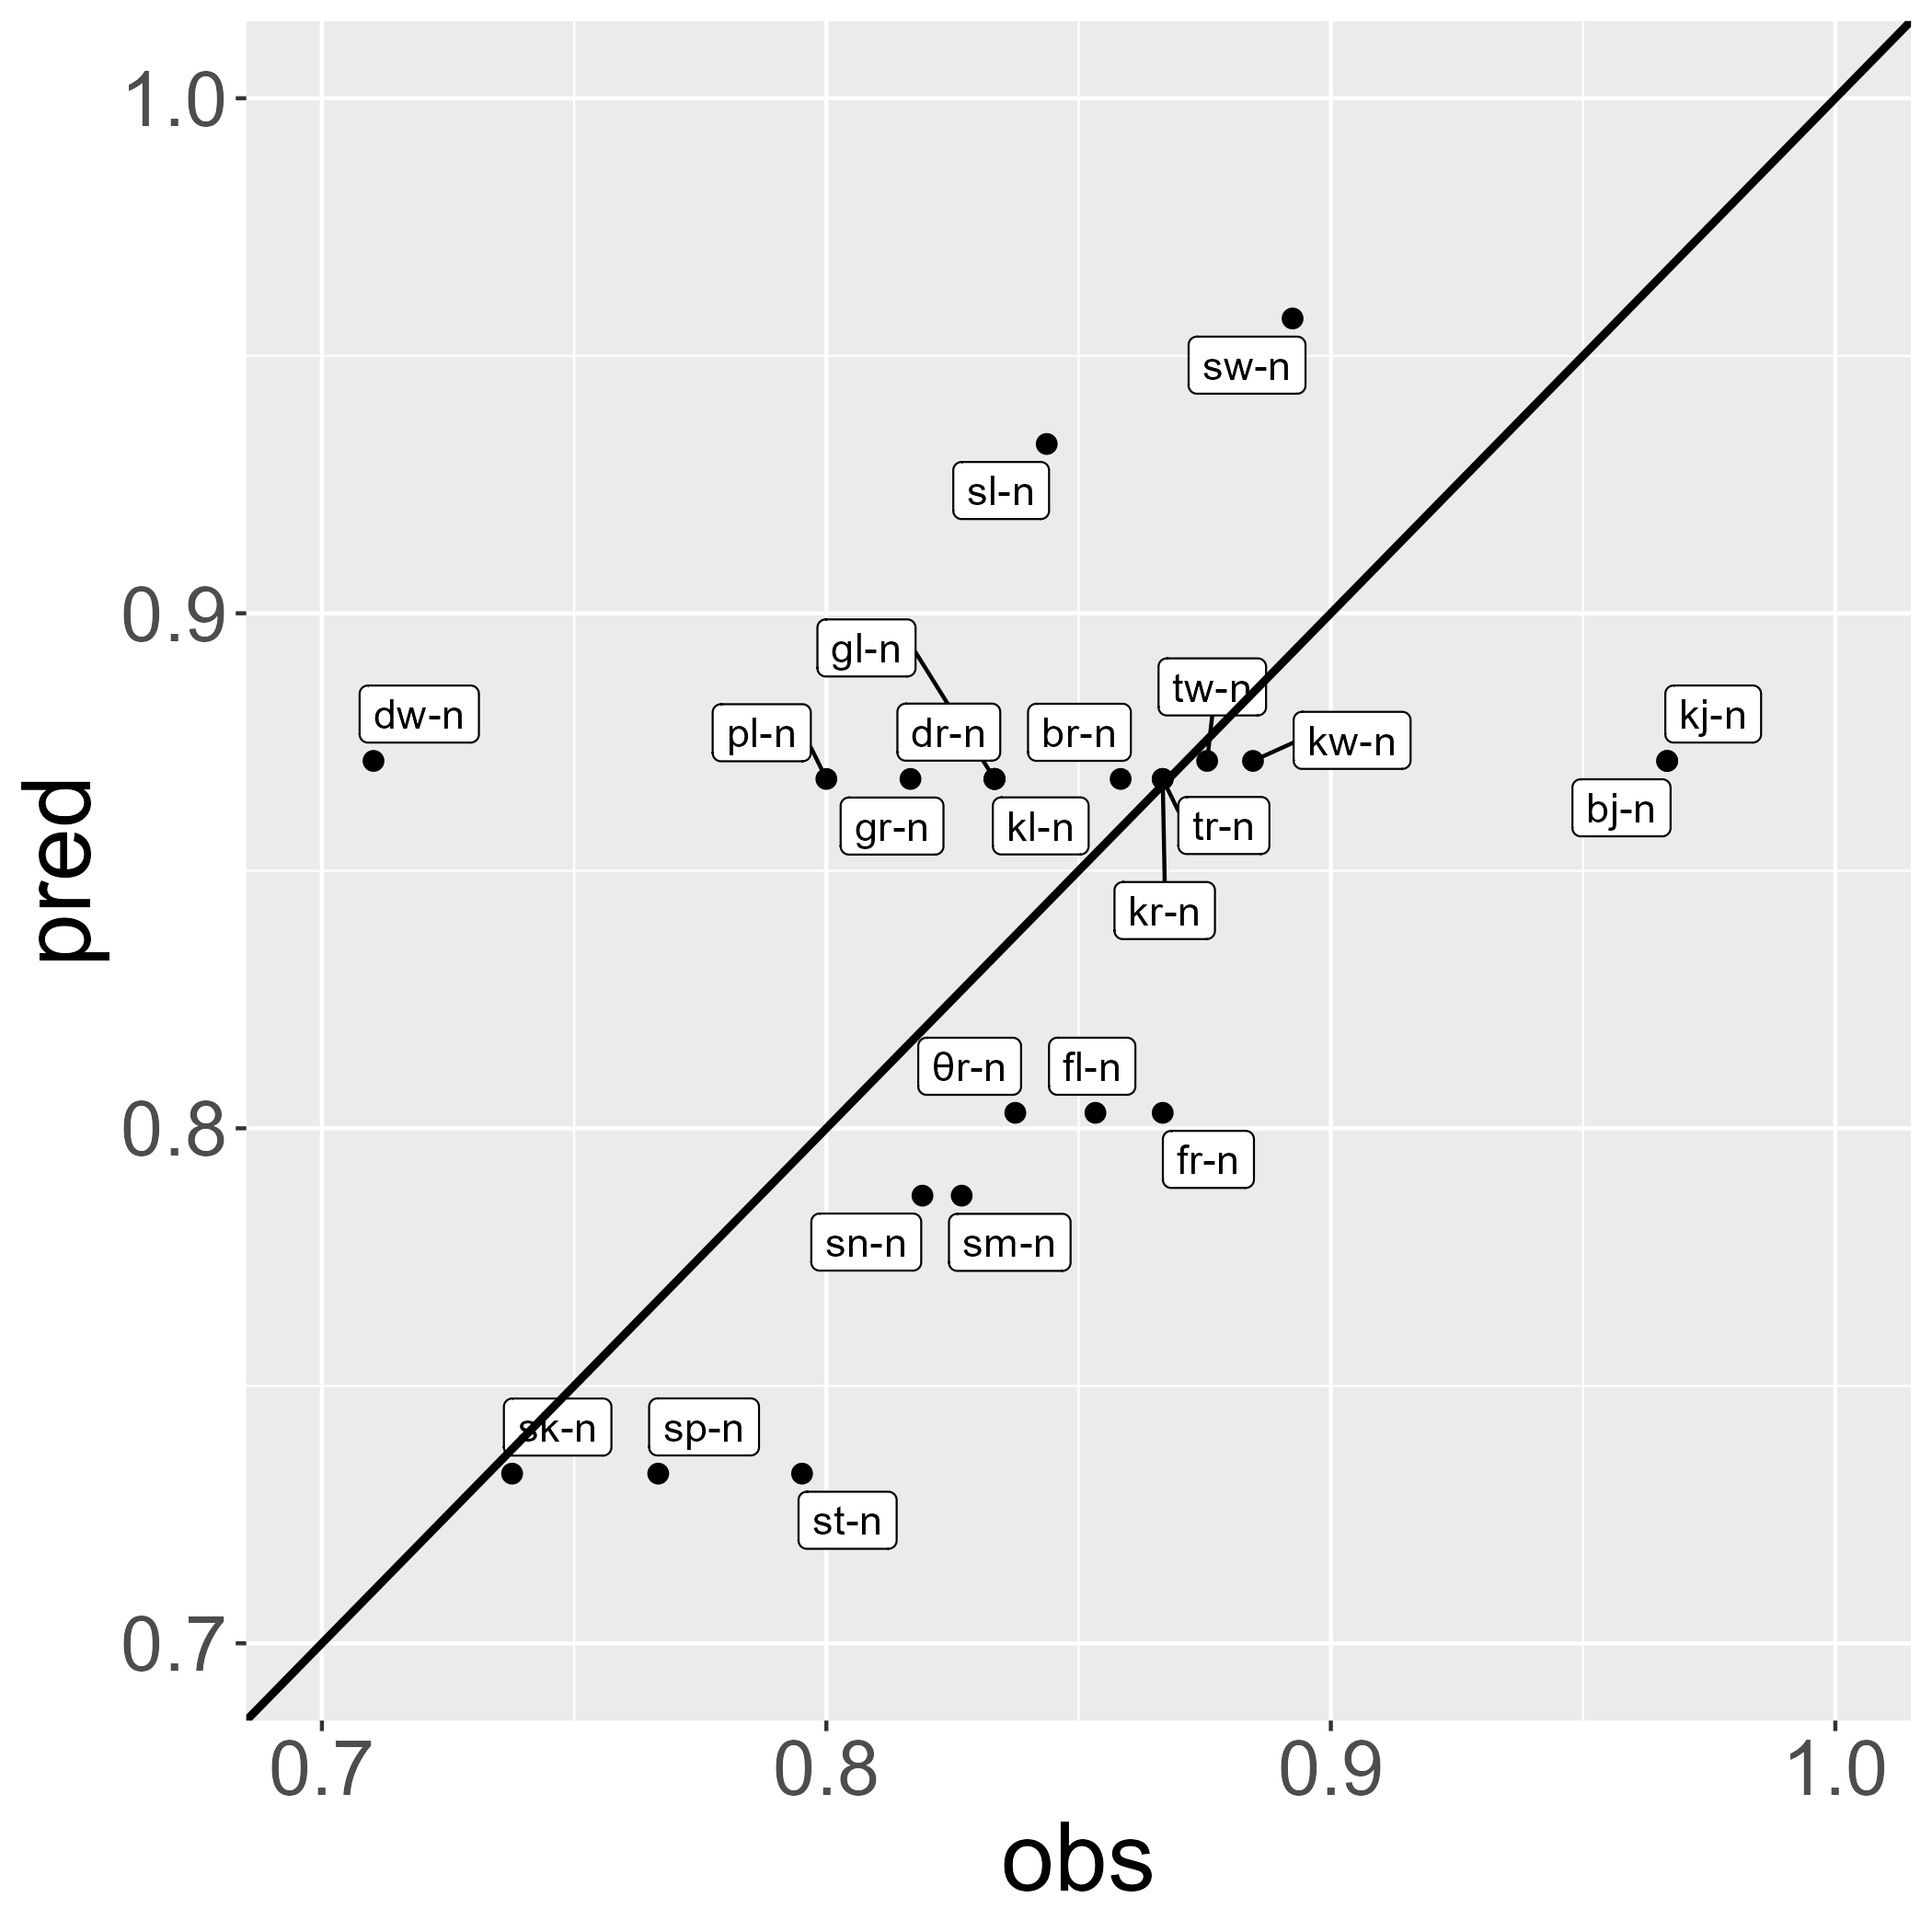 1.0
sw-n
sl-n
0.9
gl-n
tw-n
dw-n
kj-n
pl-n
dr-n
br-n
kw-n
bj-n
gr-n
kl-n
tr-n
kr-n
pred
θr-n
fl-n
0.8
fr-n
sn-n
sm-n
sk-n
sp-n
st-n
0.7
0.7
0.8
0.9
1.0
obs